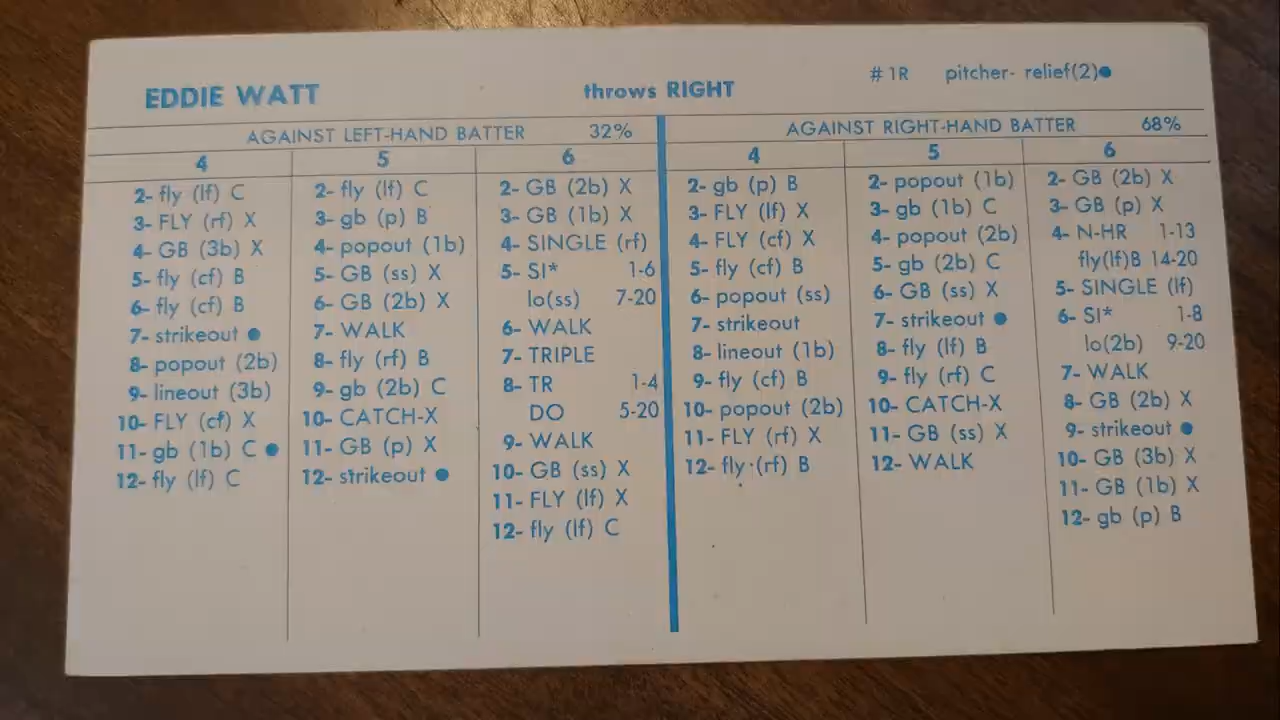 EDDIE WATT throws RIGHT #1R pitcher- relief(2)●
AGAINST LEFT-HAND BATTER 32% AGAINST RIGHT-HAND BATTER 68%
4 5 6 4 5 6
2- fly (lf) C
3- FLY (rf) X
4- GB (3b) X
5- fly (cf) B
6- fly (cf) B
7- strikeout ●
8- popout (2b)
9- lineout (3b)
10- FLY (cf) X
11- gb (1b) C ●
12- fly (lf) C
2- fly (lf) C
3- gb (p) B
4- popout (1b)
5- GB (ss) X
6- GB (2b) X
7- WALK
8- fly (rf) B
9- gb (2b) C
10- CATCH-X
11- GB (p) X
12- strikeout ●
2- GB (2b) X
3- GB (1b) X
4- SINGLE (rf)
5- SI* 1-6
lo(ss) 7-20
6- WALK
7- TRIPLE
8- TR 1-4
DO 5-20
9- WALK
10- GB (ss) X
11- FLY (lf) X
12- fly (lf) C
2- gb (p) B
3- FLY (lf) X
4- FLY (cf) X
5- fly (cf) B
6- popout (ss)
7- strikeout
8- lineout (1b)
9- fly (cf) B
10- popout (2b)
11- FLY (rf) X
12- fly (rf) B
2- popout (1b)
3- gb (1b) C
4- popout (2b)
5- gb (2b) C
6- GB (ss) X
7- strikeout ●
8- fly (lf) B
9- fly (rf) C
10- CATCH-X
11- GB (ss) X
12- WALK
2- GB (2b) X
3- GB (p) X
4- N-HR 1-13
fly(lf)B 14-20
5- SINGLE (lf)
6- SI* 1-8
lo(2b) 9-20
7- WALK
8- GB (2b) X
9- strikeout ●
10- GB (3b) X
11- GB (1b) X
12- gb (p) B